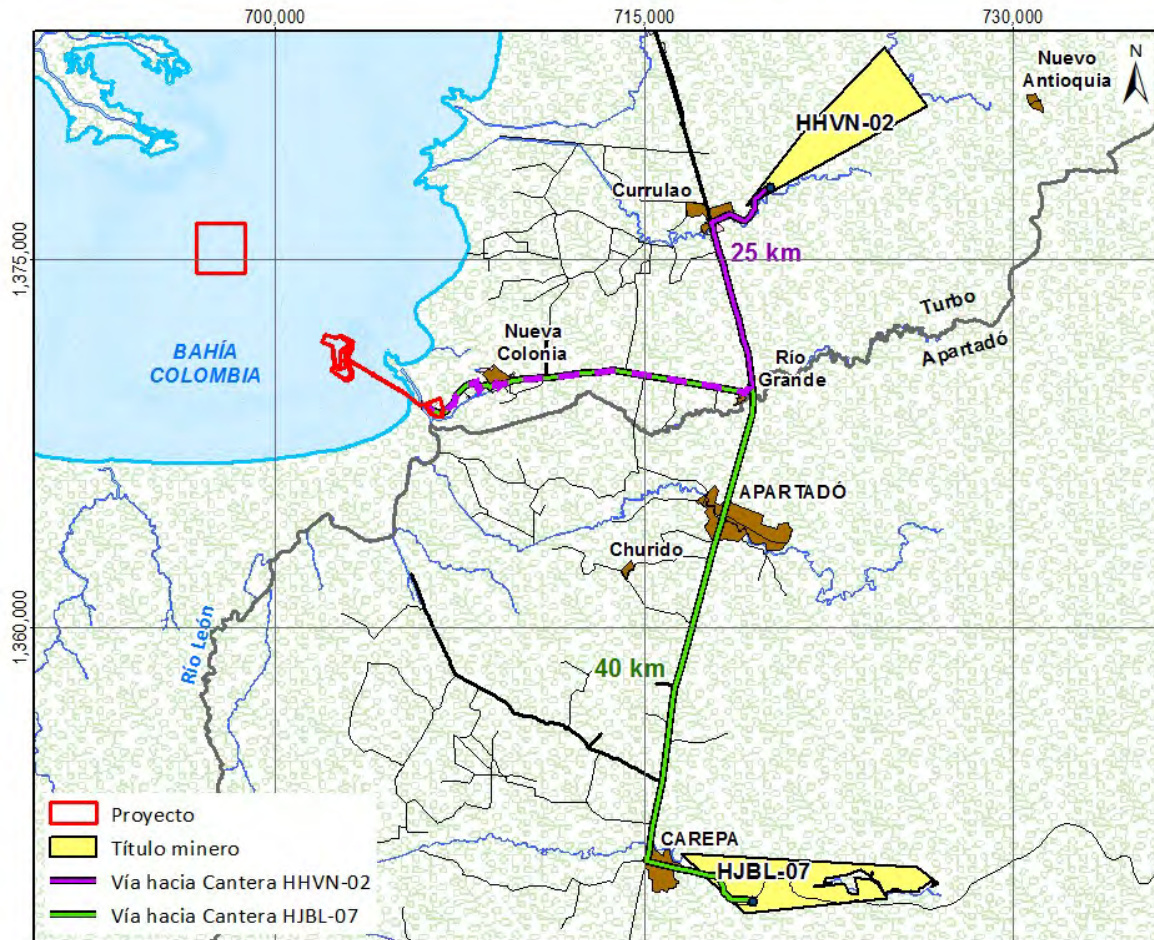 700,000
715,000
730,000
N
Nuevo
Antioquia
HHVN-02
Currulao
25 km
1,375,000
Turbo
Apartadó
BAHÍA
COLOMBIA
Nueva
Colonia
Río
Grande
APARTADÓ
Churido
1,360,000
Río León
40 km
CAREPA
HJBL-07
Proyecto
Título minero
Vía hacia Cantera HHVN-02
Vía hacia Cantera HJBL-07